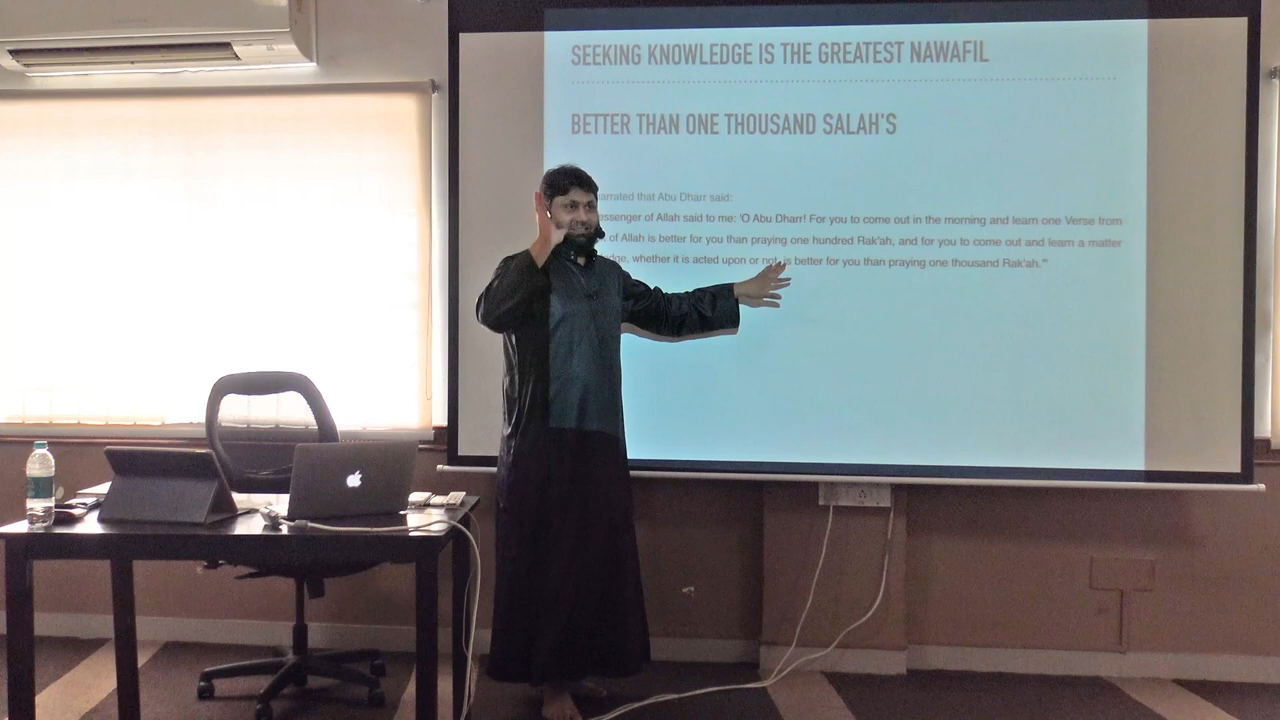 SEEKING KNOWLEDGE IS THE GREATEST NAWAFIL
BETTER THAN ONE THOUSAND SALAH'S
that Abu Dharr said:
of Allah said to me: 'O Abu Dharr! For you to come out in the morning and learn one Verse from
of Allah is better for you than praying one hundred Rak'ah, and for you to come out and learn a matter
whether it is acted upon or not, is better for you than praying one thousand Rak'ah.'"